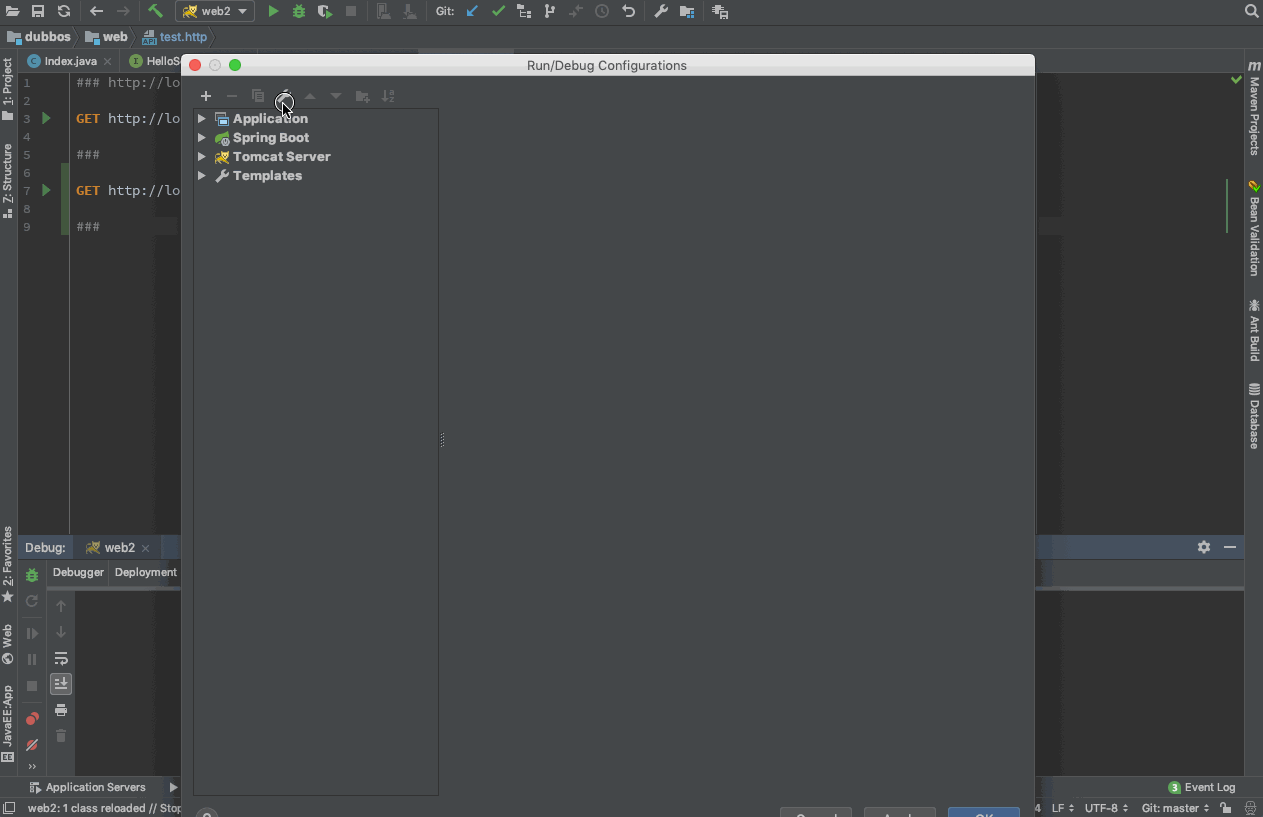 web2
Git:
dubbos
web
test.http
Index.java
Run/Debug Configurations
1 ### http://lo
2
3 GET http://lo
4
5 ###
6
7 GET http://lo
8
9 ###
Application
Spring Boot
Tomcat Server
Templates
1: Project
Z: Structure
2: Favorites
Web
JavaEE:App
m
Maven Projects
Bean Validation
Ant Build
Database
Debug:
web2
Debugger
Deployment
Application Servers
3 Event Log
web2: 1 class reloaded // Stop
4
LF
UTF-8
Git: master